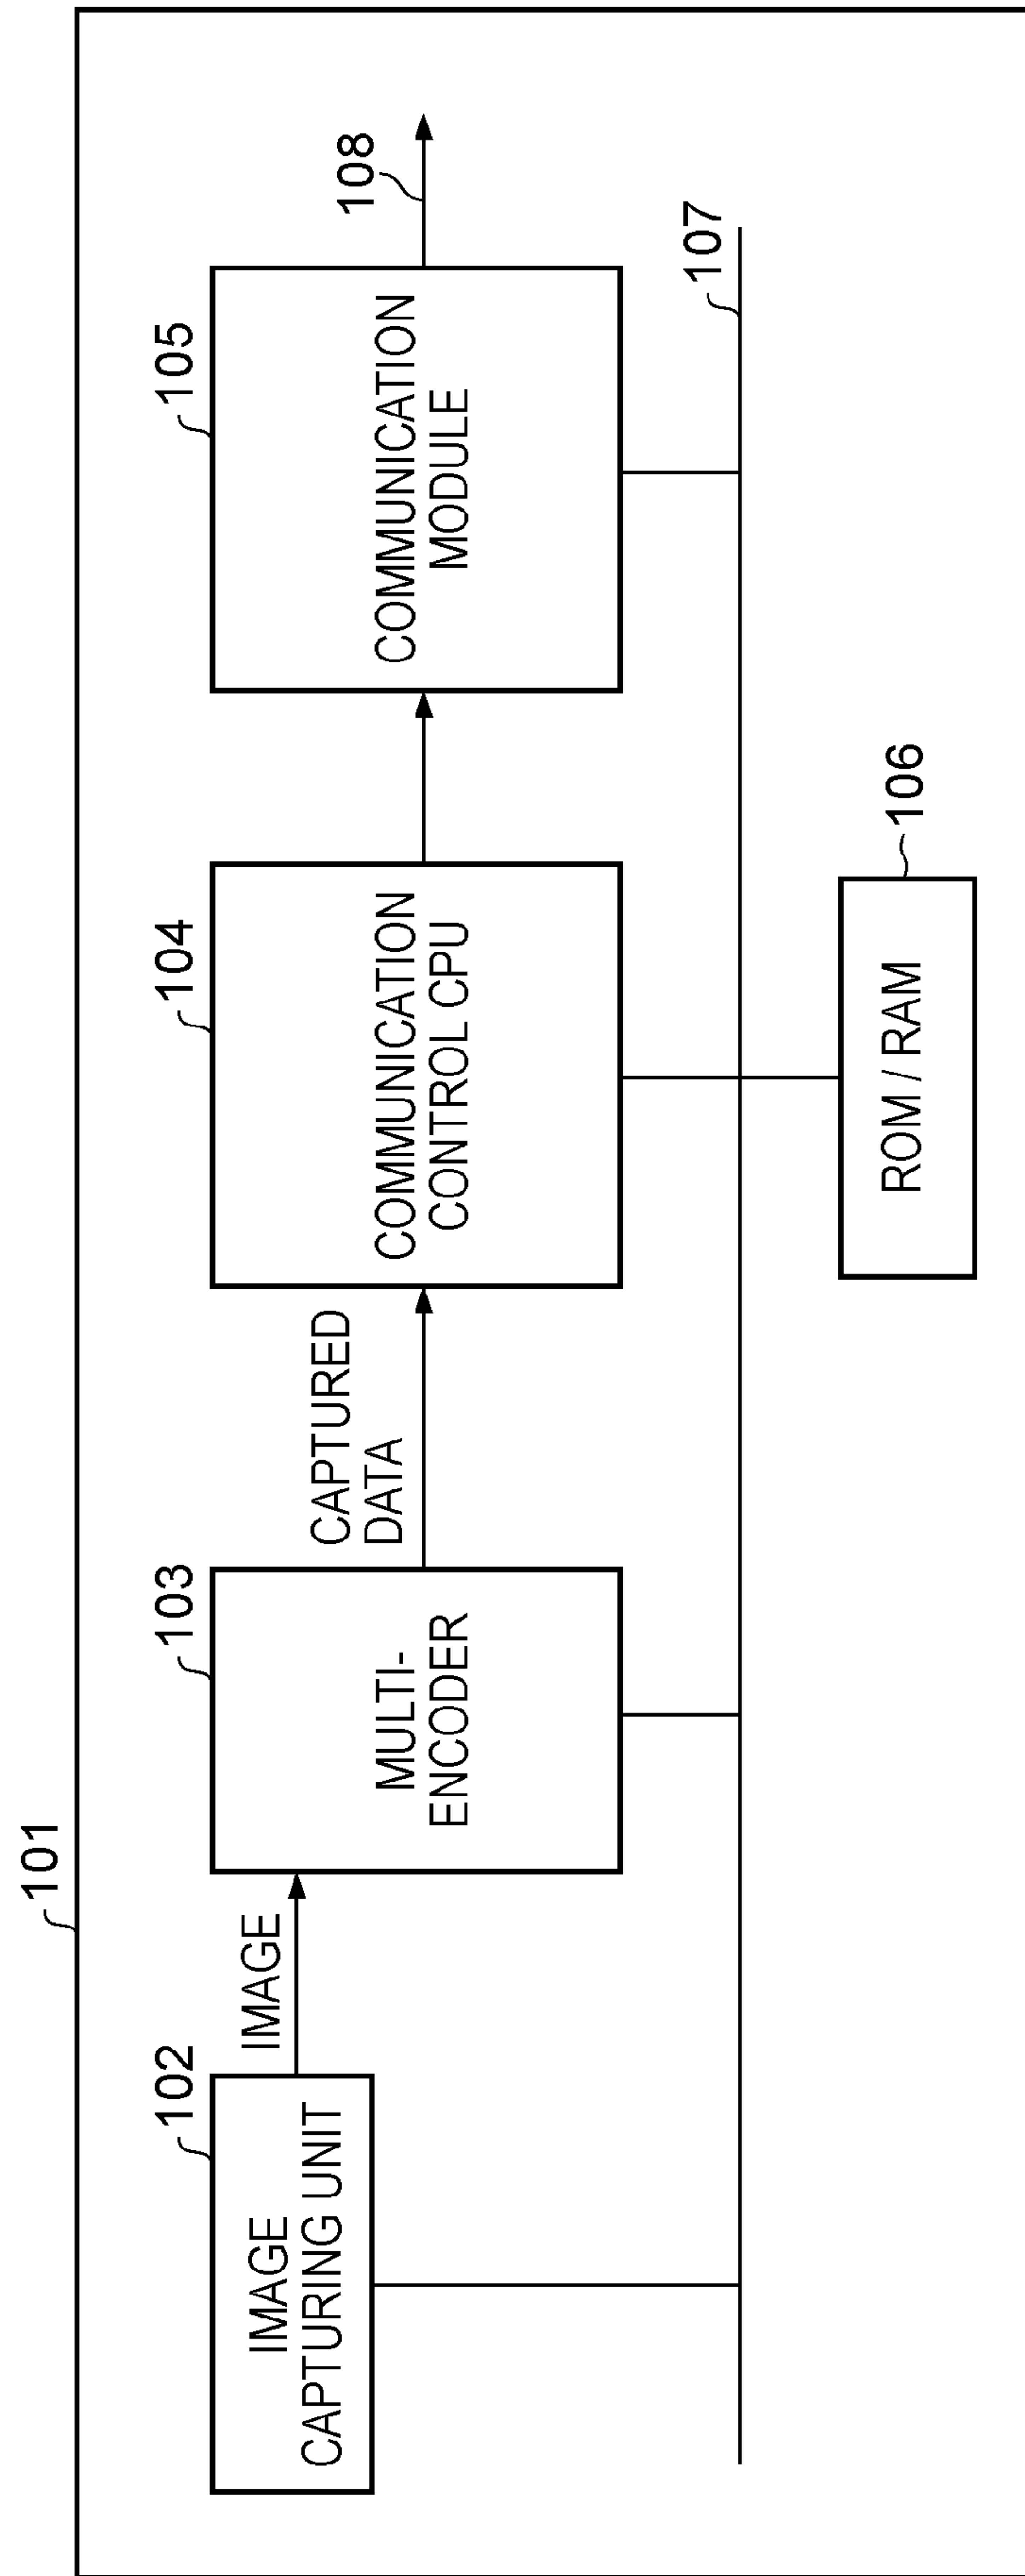 101
102
IMAGE
CAPTURING UNIT
IMAGE
103
MULTI-
ENCODER
CAPTURED
DATA
104
COMMUNICATION
CONTROL CPU
105
COMMUNICATION
MODULE
108
107
106
ROM / RAM